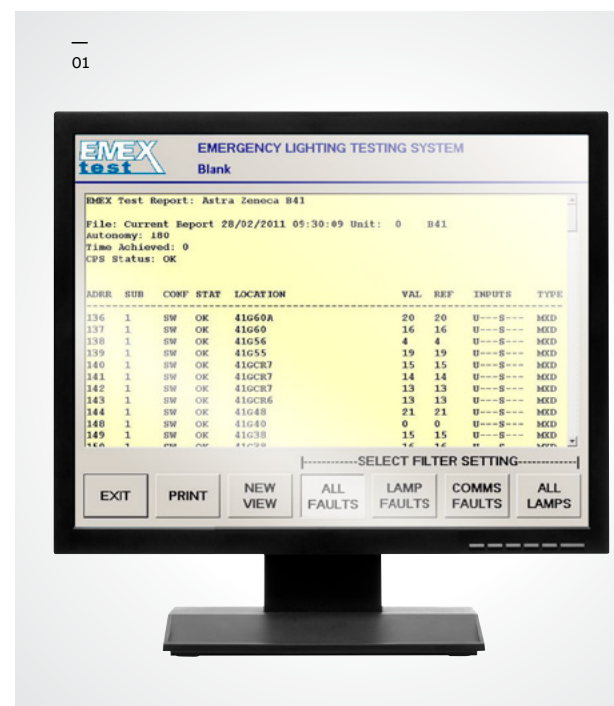 —
01
EMEX
test
EMERGENCY LIGHTING TESTING SYSTEM
Blank
EMEX Test Report: Astra Zeneca B41
File: Current Report 28/02/2011 09:30:09 Unit: 0 B41
Autonomy: 180
Time Achieved: 0
CPS Status: OK
ADRR SUB CONF STAT LOCATION VAL REF INPUTS TYPE
136 1 SW OK 41G60A 20 20 U---S--- MXD
137 1 SW OK 41G60 16 16 U---S--- MXD
138 1 SW OK 41G56 4 4 U---S--- MXD
139 1 SW OK 41G55 19 19 U---S--- MXD
140 1 SW OK 41GCR7 15 15 U---S--- MXD
141 1 SW OK 41GCR7 14 14 U---S--- MXD
142 1 SW OK 41GCR7 13 13 U---S--- MXD
143 1 SW OK 41GCR6 13 13 U---S--- MXD
144 1 SW OK 41G48 21 21 U---S--- MXD
148 1 SW OK 41G40 0 0 U---S--- MXD
149 1 SW OK 41G38 15 15 U---S--- MXD
|----------SELECT FILTER SETTING----------|
EXIT PRINT NEW VIEW ALL FAULTS LAMP FAULTS COMMS FAULTS ALL LAMPS